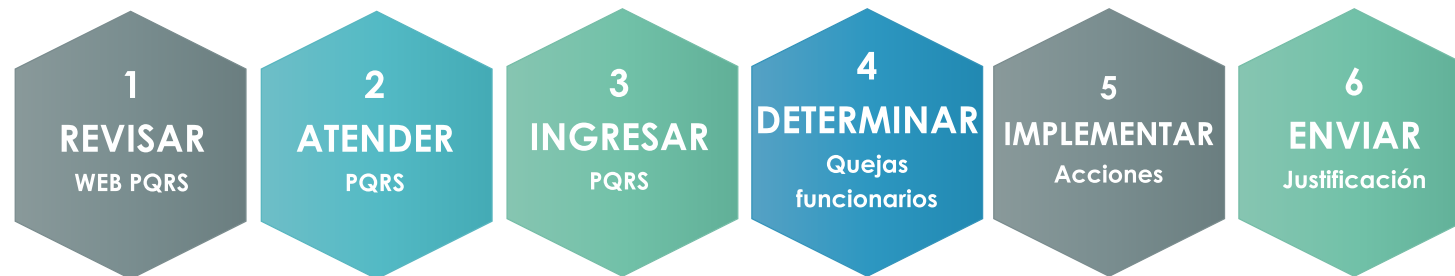 1
REVISAR
WEB PQRS
2
ATENDER
PQRS
3
INGRESAR
PQRS
4
DETERMINAR
Quejas
funcionarios
5
IMPLEMENTAR
Acciones
6
ENVIAR
Justificación